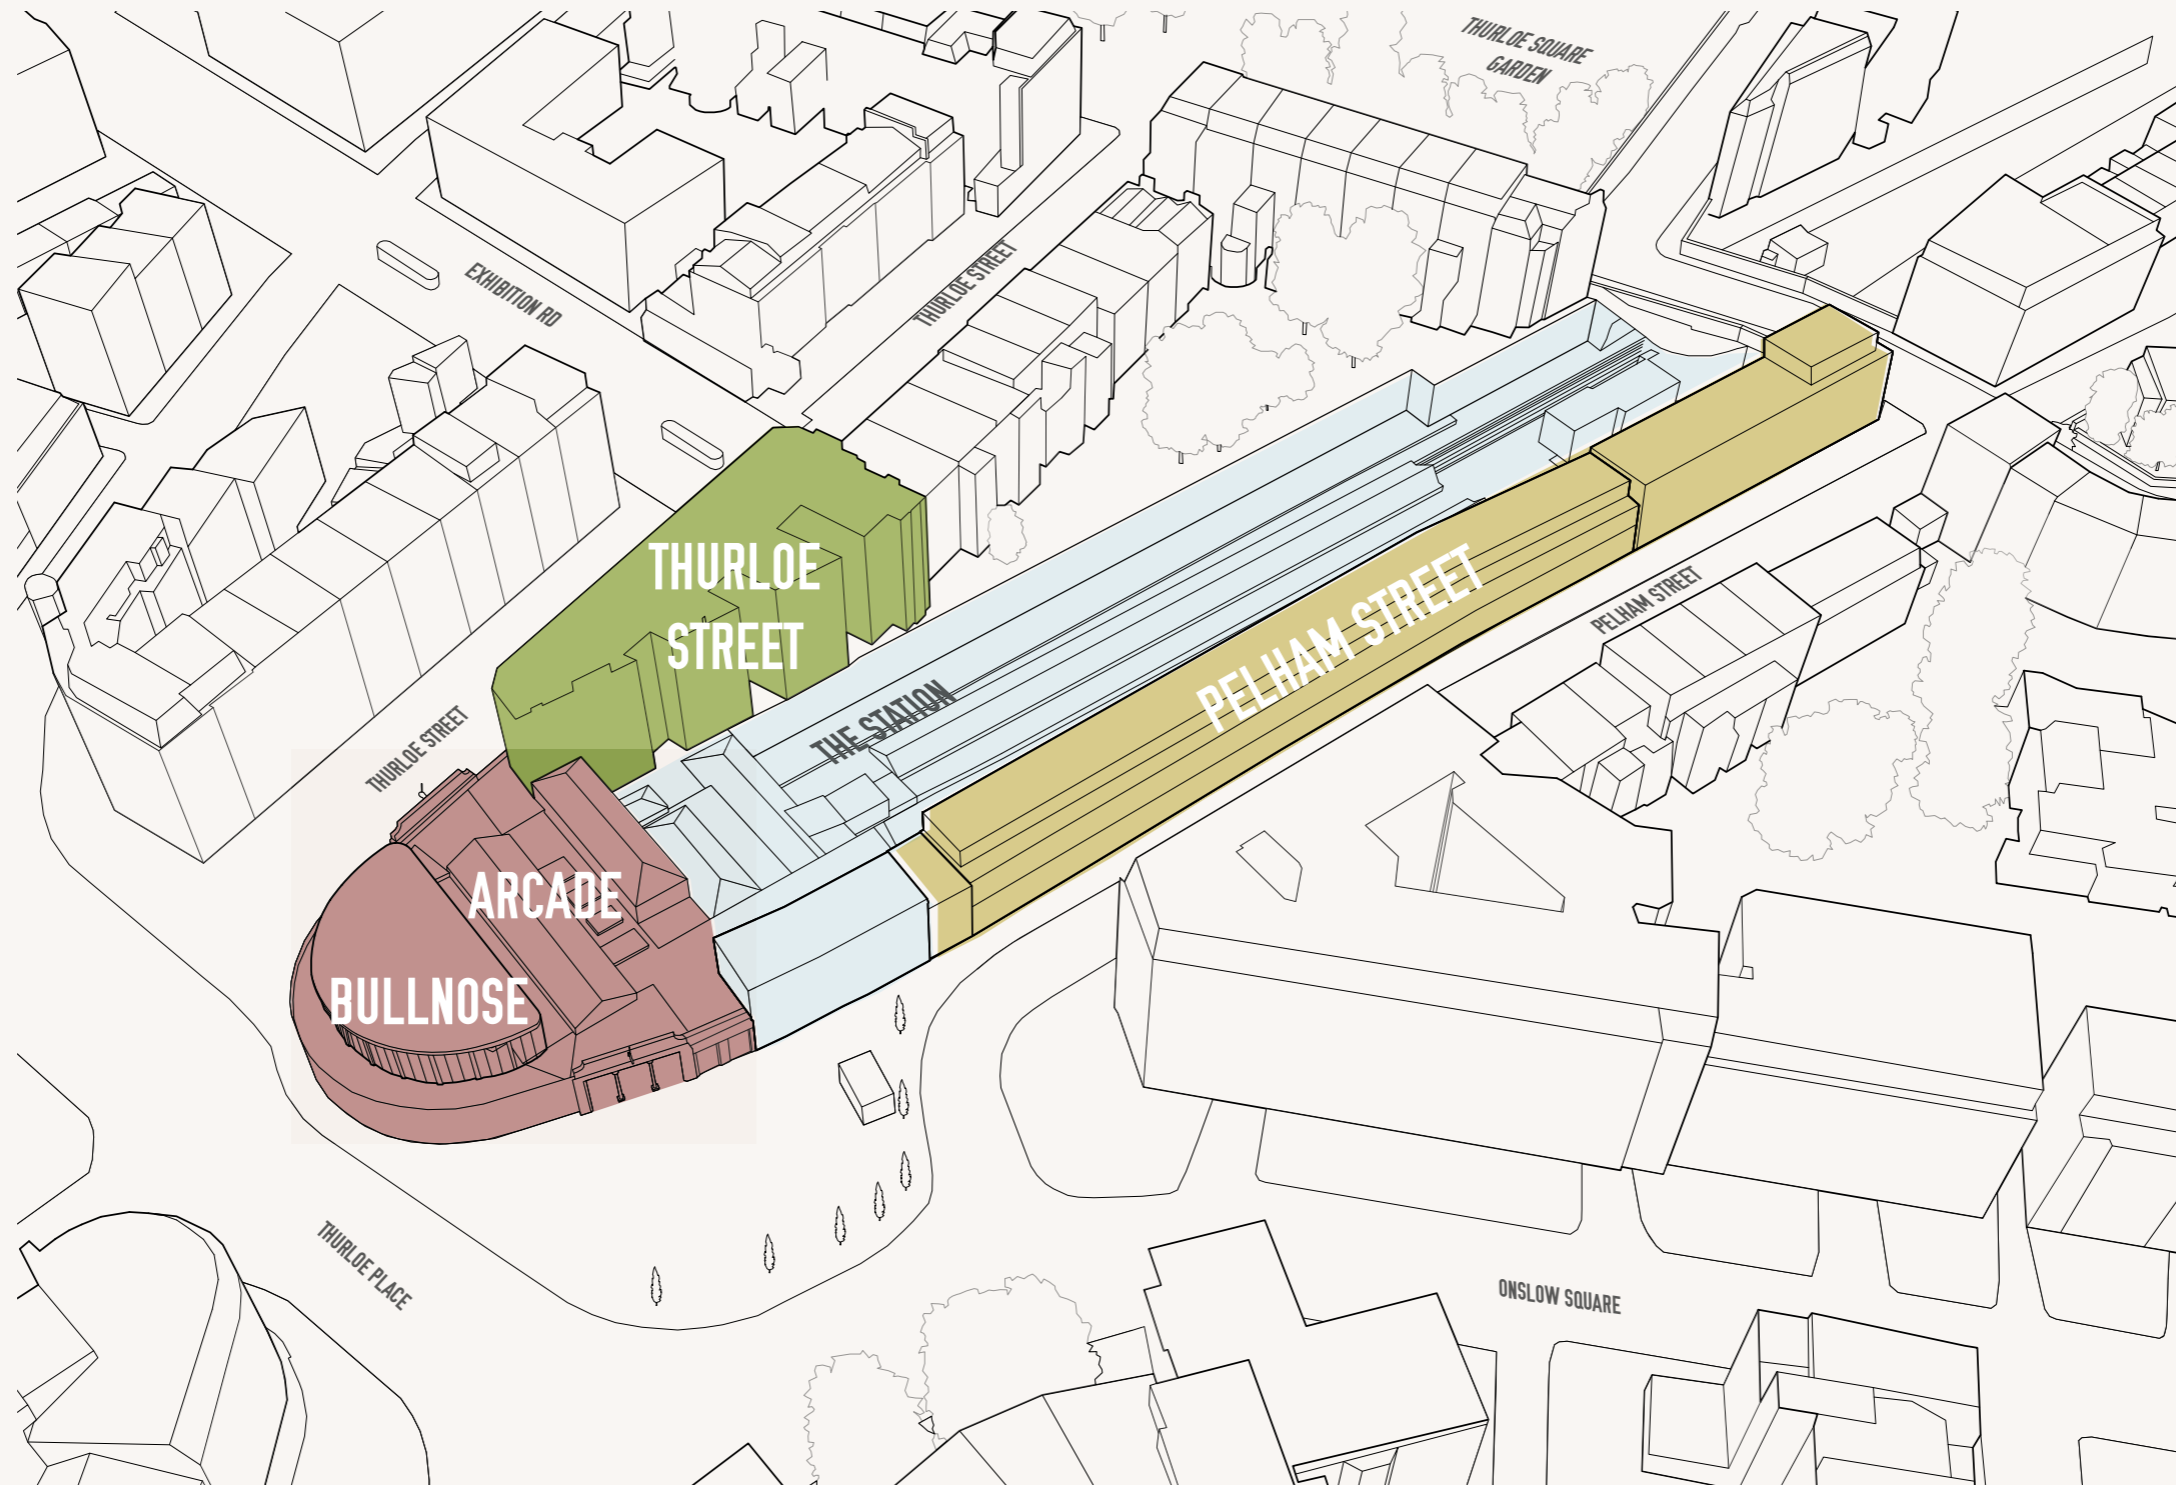 THURLOE SQUARE
GARDEN
EXHIBITION RD
THURLOE STREET
THURLOE
STREET
PELHAM STREET
PELHAM STREET
THE STATION
THURLOE STREET
ARCADE
BULLNOSE
THURLOE PLACE
ONSLOW SQUARE